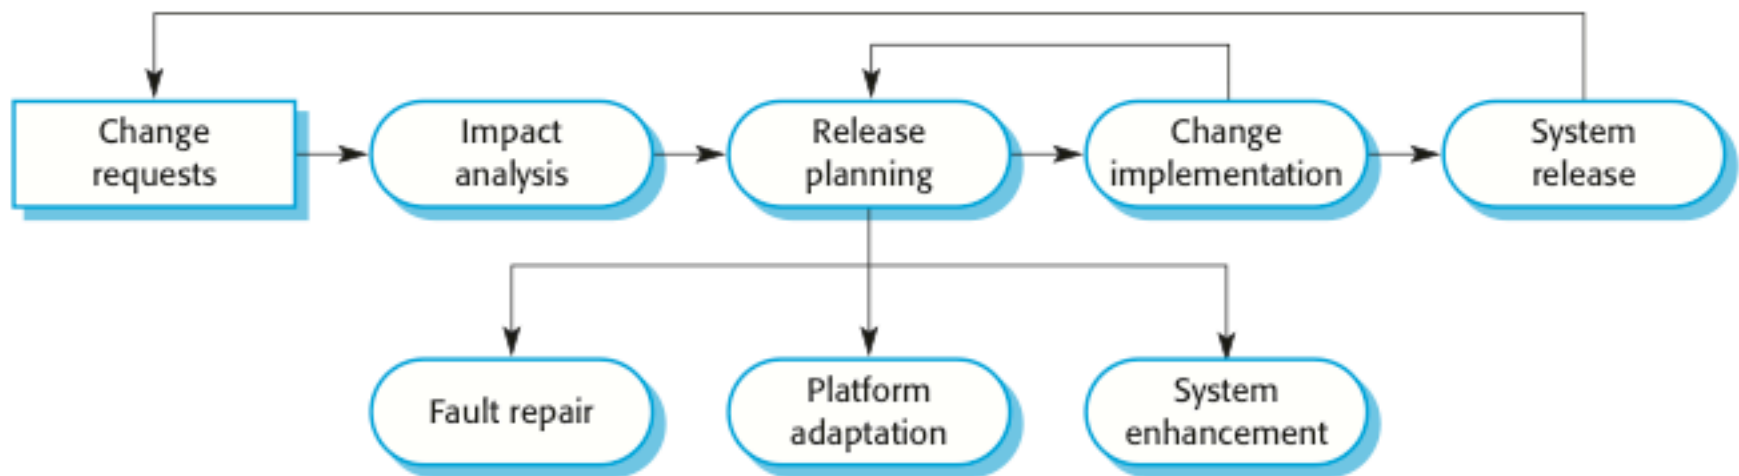 Change
requests
Impact
analysis
Release
planning
Change
implementation
System
release
Fault repair
Platform
adaptation
System
enhancement